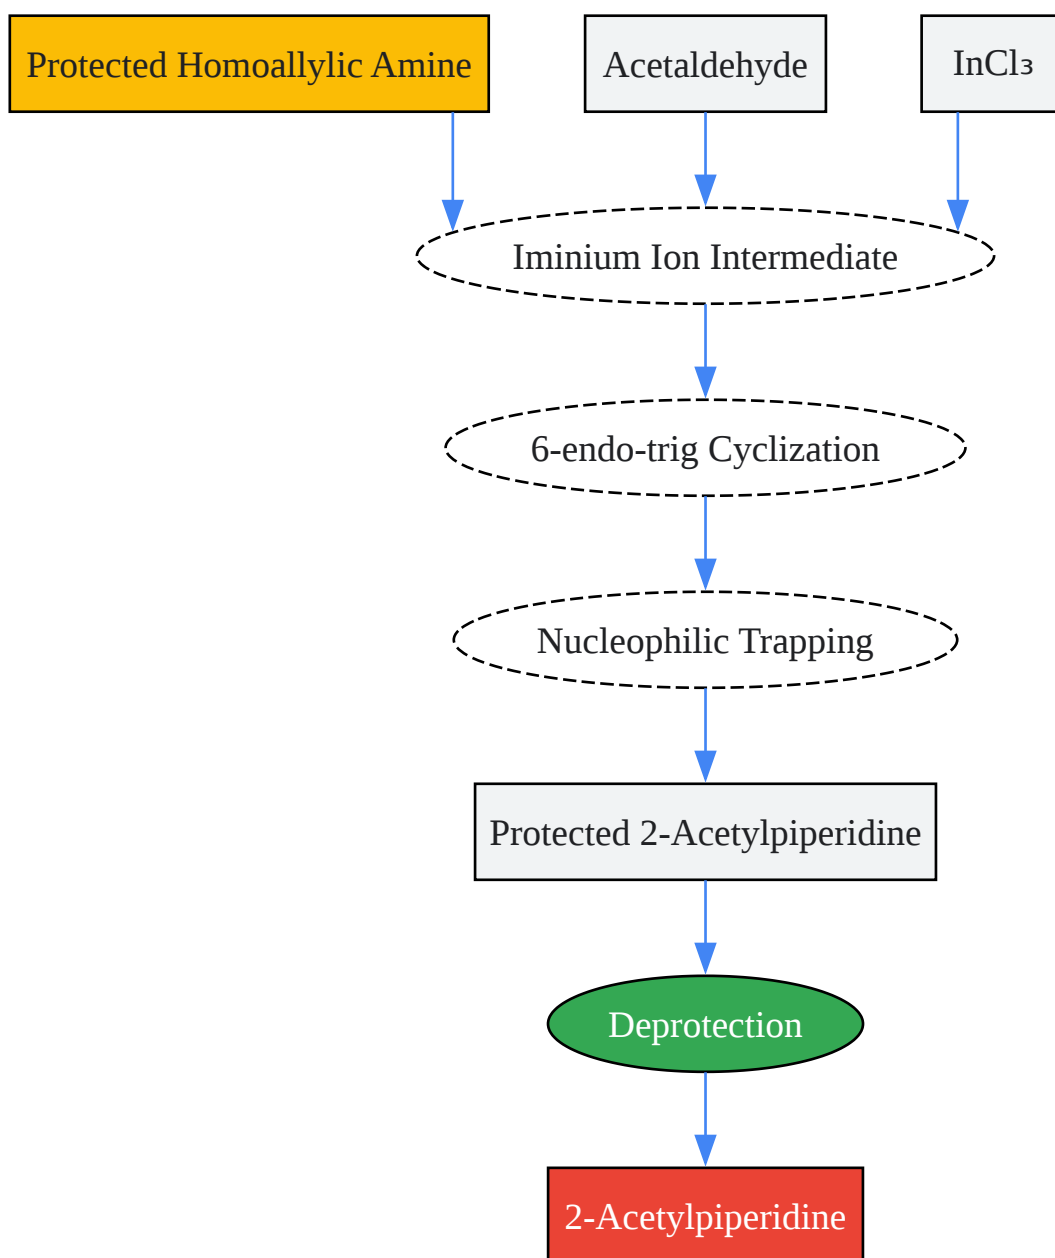 Protected Homoallylic Amine
Acetaldehyde
InCl₃
Iminium Ion Intermediate
6-endo-trig Cyclization
Nucleophilic Trapping
Protected 2-Acetylpiperidine
Deprotection
2-Acetylpiperidine